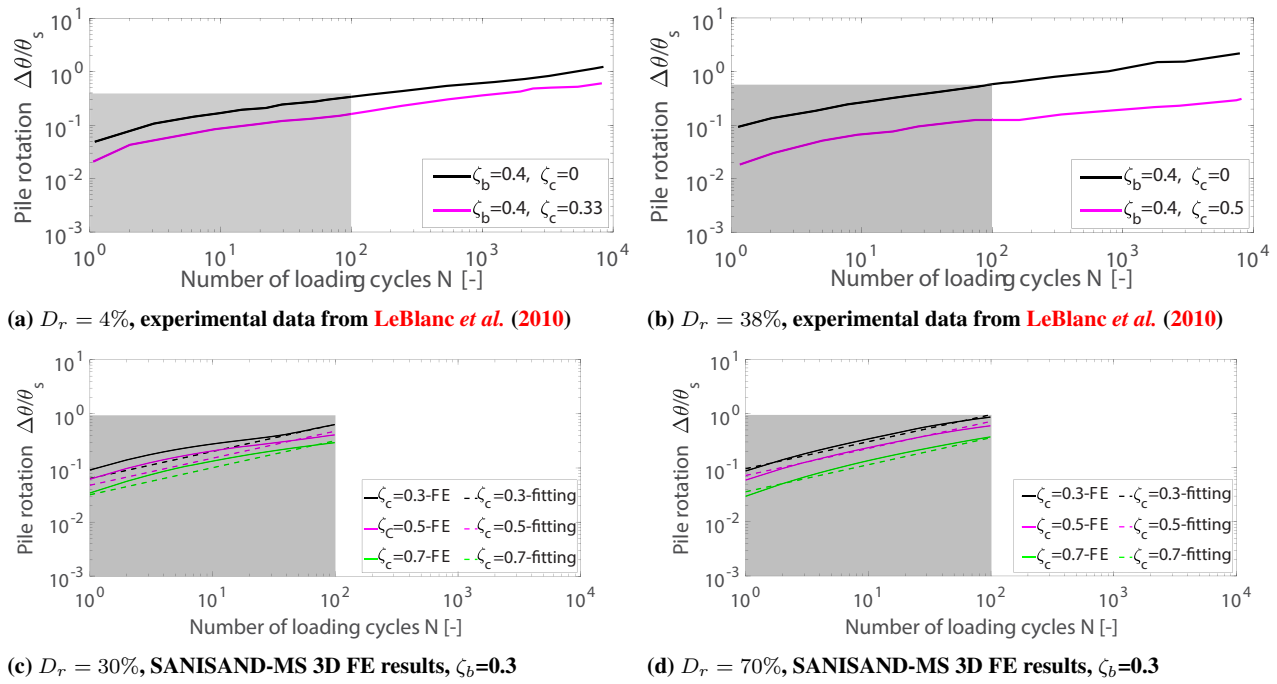 Pile rotation Δθ/θs
10^1
10^0
10^-1
10^-2
10^-3
ζb=0.4, ζc=0
ζb=0.4, ζc=0.33
10^0 10^1 10^2 10^3 10^4
Number of loading cycles N [-]
(a) Dr = 4%, experimental data from LeBlanc et al. (2010)
Pile rotation Δθ/θs
10^1
10^0
10^-1
10^-2
10^-3
ζb=0.4, ζc=0
ζb=0.4, ζc=0.5
10^0 10^1 10^2 10^3 10^4
Number of loading cycles N [-]
(b) Dr = 38%, experimental data from LeBlanc et al. (2010)
Pile rotation Δθ/θs
10^1
10^0
10^-1
10^-2
10^-3
ζc=0.3-FE ζc=0.3-fitting
ζc=0.5-FE ζc=0.5-fitting
ζc=0.7-FE ζc=0.7-fitting
10^0 10^1 10^2 10^3 10^4
Number of loading cycles N [-]
(c) Dr = 30%, SANISAND-MS 3D FE results, ζb=0.3
Pile rotation Δθ/θs
10^1
10^0
10^-1
10^-2
10^-3
ζc=0.3-FE ζc=0.3-fitting
ζc=0.5-FE ζc=0.5-fitting
ζc=0.7-FE ζc=0.7-fitting
10^0 10^1 10^2 10^3 10^4
Number of loading cycles N [-]
(d) Dr = 70%, SANISAND-MS 3D FE results, ζb=0.3